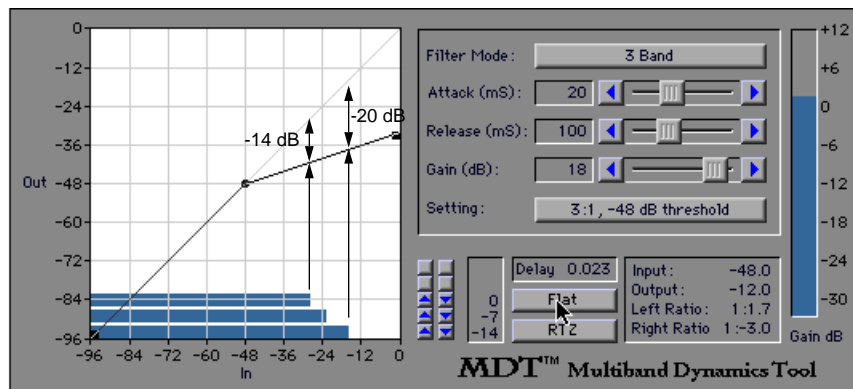 0
-12
-24
-36
Out -48
-60
-72
-84
-96
-96 -84 -72 -60 -48 -36 -24 -12 0
In
-14 dB
-20 dB
Filter Mode: 3 Band
Attack (mS): 20
Release (mS): 100
Gain (dB): 18
Setting: 3:1, -48 dB threshold
0
-7
-14
Delay 0.023
Flat
RTZ
Input: -48.0
Output: -12.0
Left Ratio: 1:1.7
Right Ratio 1:-3.0
+12
+6
0
-6
-12
-18
-24
-30
Gain dB
MDT™ Multiband Dynamics Tool